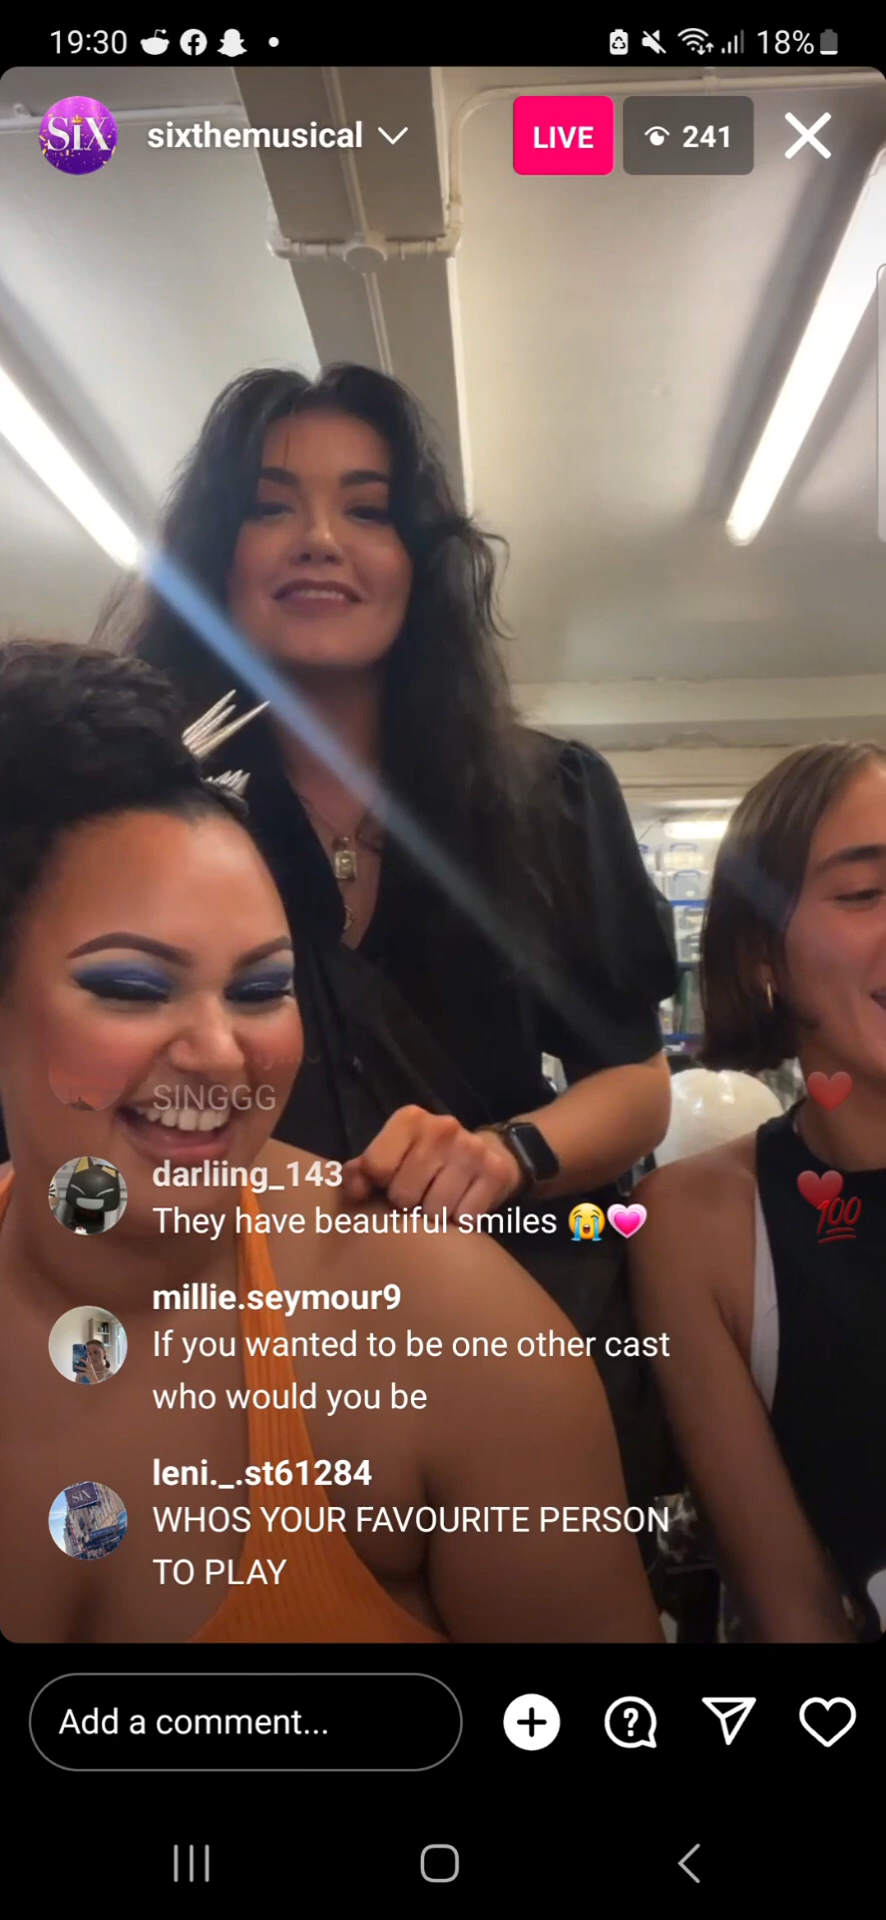 19:30
18%
SIX
sixthemusical
LIVE
241
SINGGG
darliing_143
They have beautiful smiles 😭💗
millie.seymour9
If you wanted to be one other cast
who would you be
leni._.st61284
WHOS YOUR FAVOURITE PERSON
TO PLAY
SIX
💯
Add a comment...